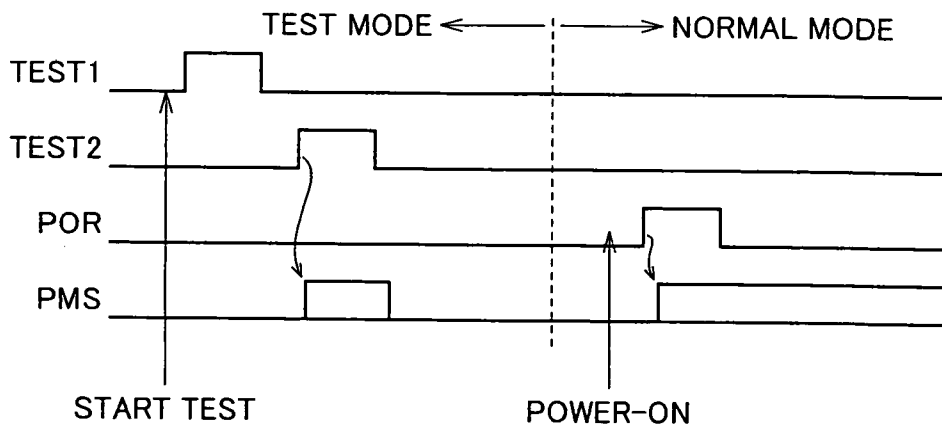 TEST MODE NORMAL MODE
TEST1
TEST2
POR
PMS
START TEST POWER-ON